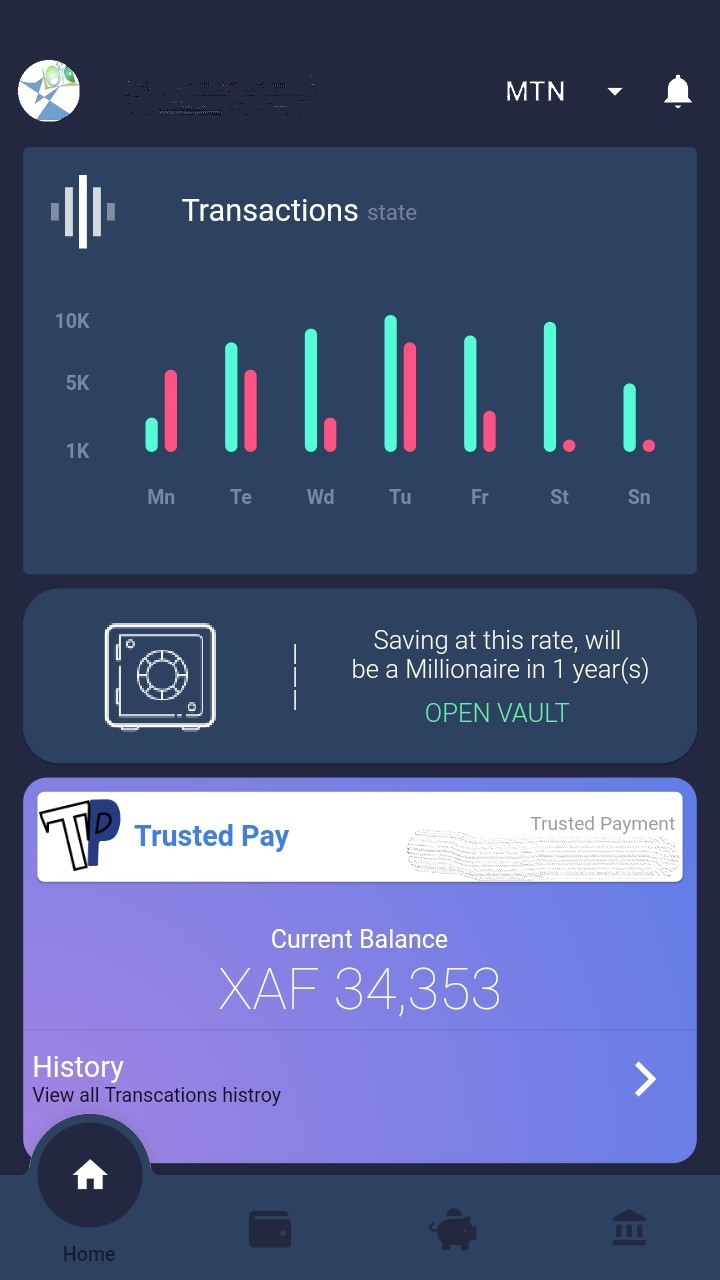 MTN
Transactions state
10K
5K
1K
Mn Te Wd Tu Fr St Sn
Saving at this rate, will
be a Millionaire in 1 year(s)
OPEN VAULT
TP
Trusted Pay
Trusted Payment
Current Balance
XAF 34,353
History
View all Transcations histroy
Home